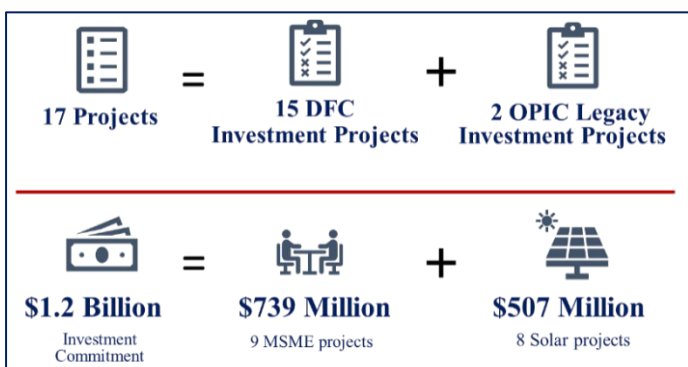 17 Projects
=
15 DFC
Investment Projects
+
2 OPIC Legacy
Investment Projects
$1.2 Billion
Investment
Commitment
=
$739 Million
9 MSME projects
+
$507 Million
8 Solar projects